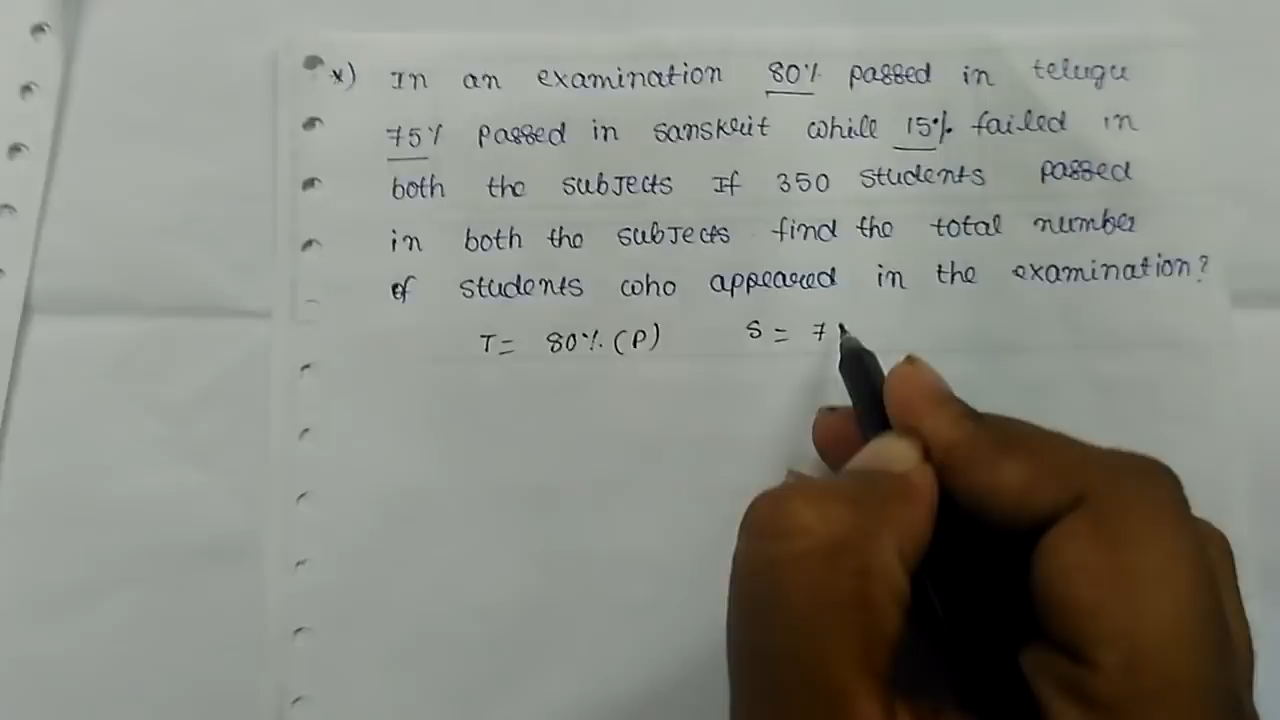 *) In an examination 80% passed in telugu
75% passed in sanskrit while 15% failed in
both the subjects If 350 students passed
in both the subjects find the total number
of students who appeared in the examination?
T= 80%. (P) S = 7